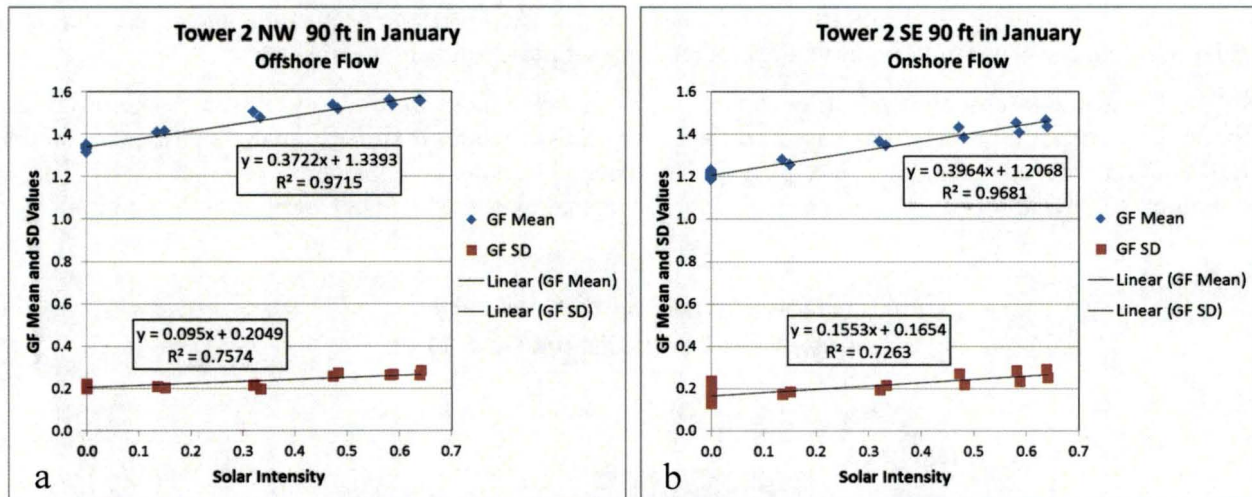 Tower 2 NW 90 ft in January
Offshore Flow
1.6
1.4
1.2
1.0
0.8
0.6
0.4
0.2
0.0
GF Mean and SD Values
y = 0.3722x + 1.3393
R² = 0.9715
y = 0.095x + 0.2049
R² = 0.7574
GF Mean
GF SD
Linear (GF Mean)
Linear (GF SD)
0.0 0.1 0.2 0.3 0.4 0.5 0.6 0.7
Solar Intensity
a
Tower 2 SE 90 ft in January
Onshore Flow
1.6
1.4
1.2
1.0
0.8
0.6
0.4
0.2
0.0
GF Mean and SD Values
y = 0.3964x + 1.2068
R² = 0.9681
y = 0.1553x + 0.1654
R² = 0.7263
GF Mean
GF SD
Linear (GF Mean)
Linear (GF SD)
0.0 0.1 0.2 0.3 0.4 0.5 0.6 0.7
Solar Intensity
b